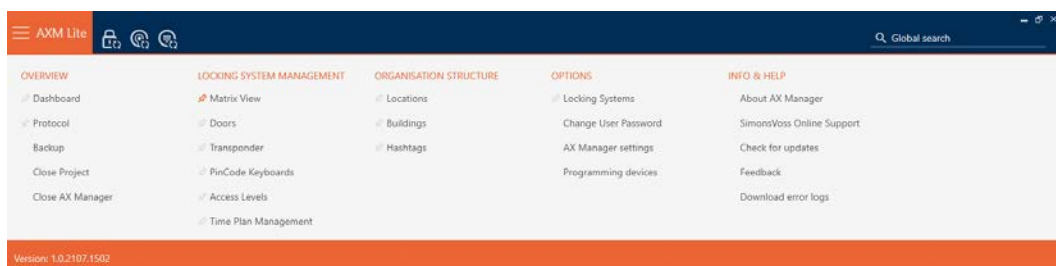 AXM Lite
Global search
OVERVIEW
Dashboard
Protocol
Backup
Close Project
Close AX Manager
LOCKING SYSTEM MANAGEMENT
Matrix View
Doors
Transponder
PinCode Keyboards
Access Levels
Time Plan Management
ORGANISATION STRUCTURE
Locations
Buildings
Hashtags
OPTIONS
Locking Systems
Change User Password
AX Manager settings
Programming devices
INFO & HELP
About AX Manager
SimonsVoss Online Support
Check for updates
Feedback
Download error logs
Version: 1.0.2107.1502